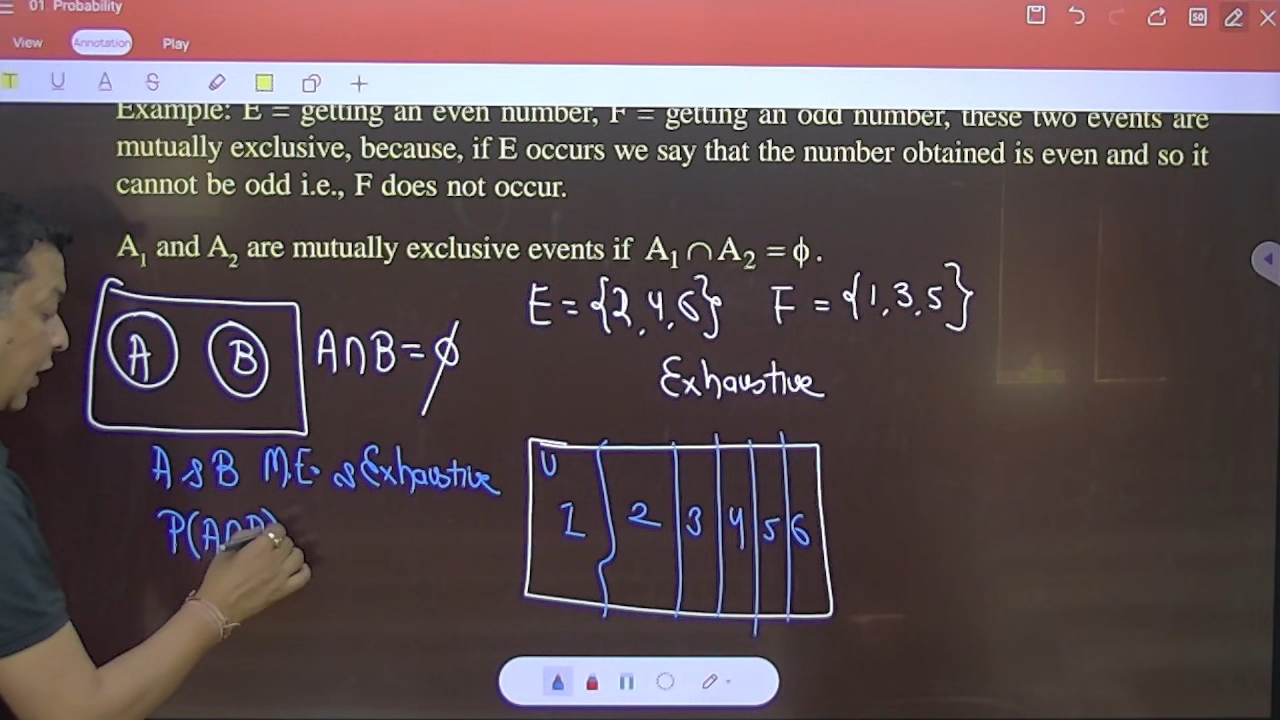 01. Probability
50
View Annotation Play
T U A S
Example: E = getting an even number, F = getting an odd number, these two events are
mutually exclusive, because, if E occurs we say that the number obtained is even and so it
cannot be odd i.e., F does not occur.
A₁ and A₂ are mutually exclusive events if A₁ ∩ A₂ = ϕ.
E = {2, 4, 6} F = {1, 3, 5}
A B A∩B = ϕ
Exhaustive
A & B M.E. & Exhaustive
U
1 2 3 4 5 6
P(A∩B)